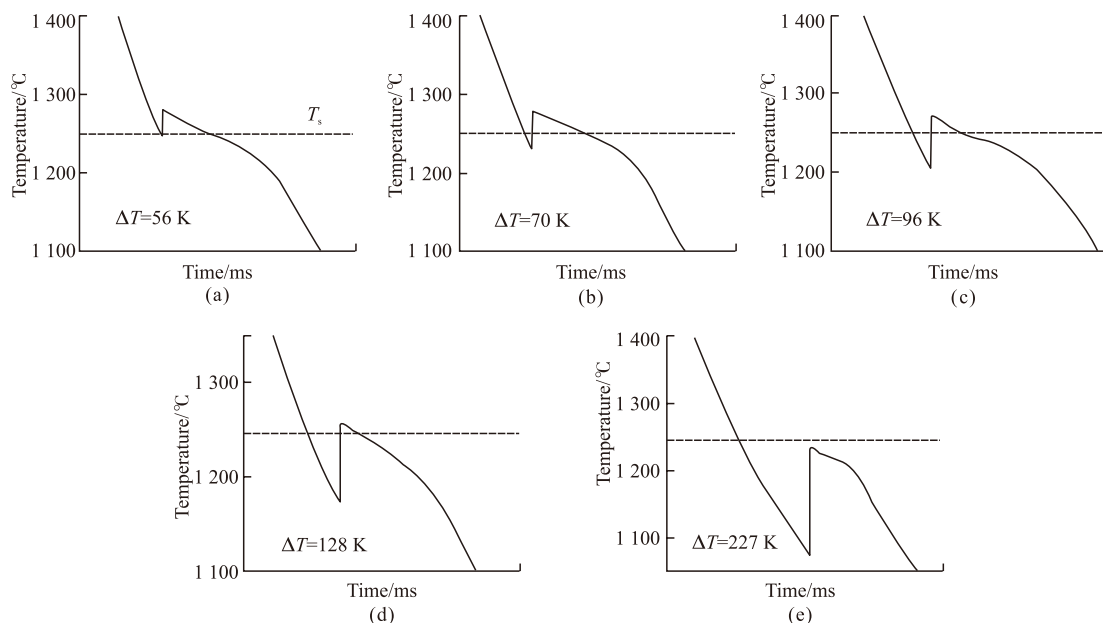 1 400
1 300
1 200
1 100
Temperature/℃
Tₛ
ΔT=56 K
Time/ms
(a)
1 400
1 300
1 200
1 100
Temperature/℃
ΔT=70 K
Time/ms
(b)
1 400
1 300
1 200
1 100
Temperature/℃
ΔT=96 K
Time/ms
(c)
1 300
1 200
1 100
Temperature/℃
ΔT=128 K
Time/ms
(d)
1 400
1 300
1 200
1 100
Temperature/℃
ΔT=227 K
Time/ms
(e)